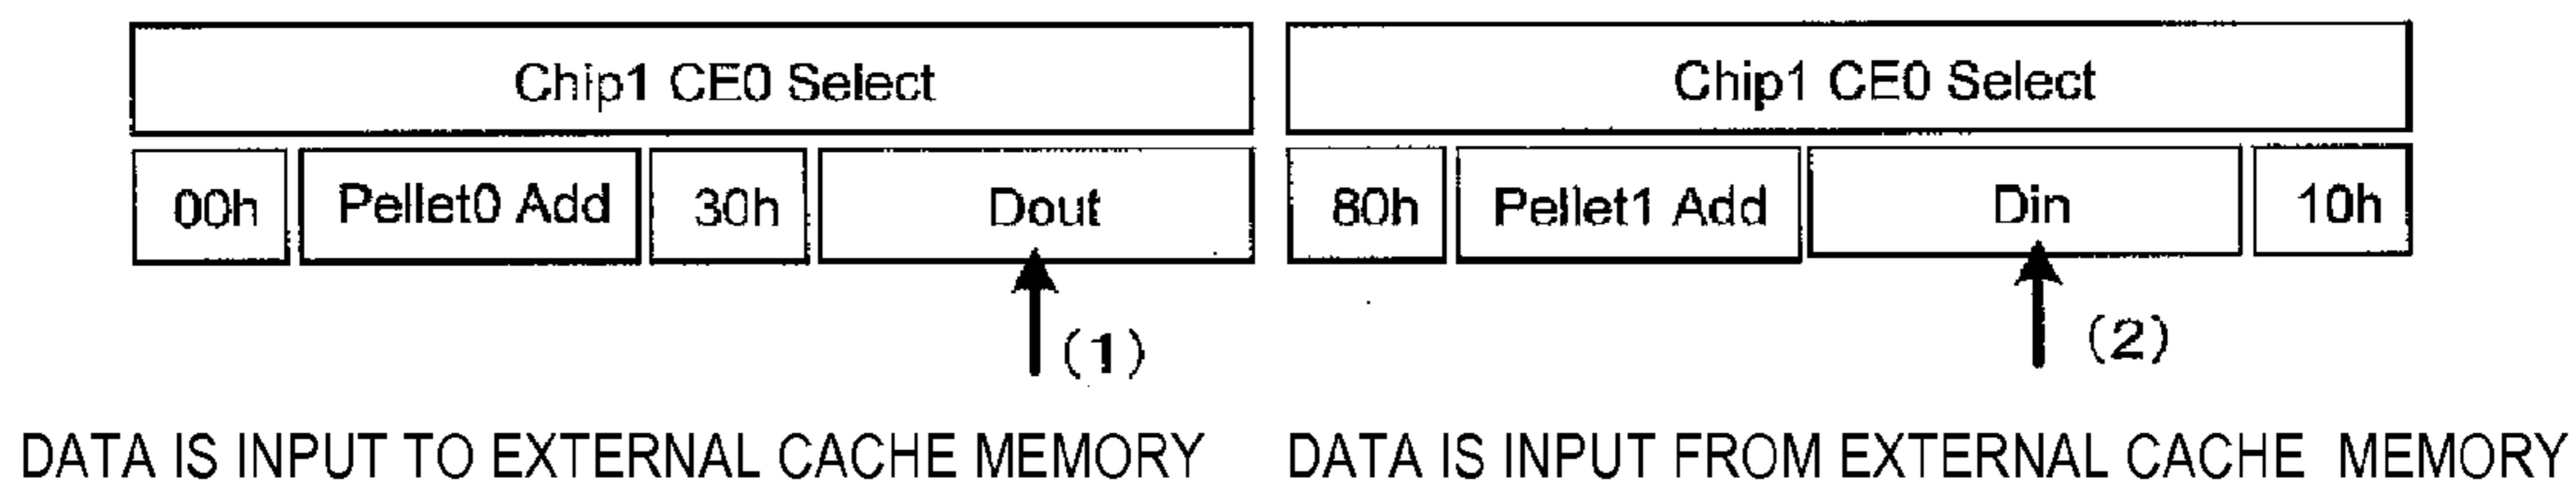 Chip1 CE0 Select Chip1 CE0 Select
00h Pellet0 Add 30h Dout 80h Pellet1 Add Din 10h
(1) (2)
DATA IS INPUT TO EXTERNAL CACHE MEMORY DATA IS INPUT FROM EXTERNAL CACHE MEMORY